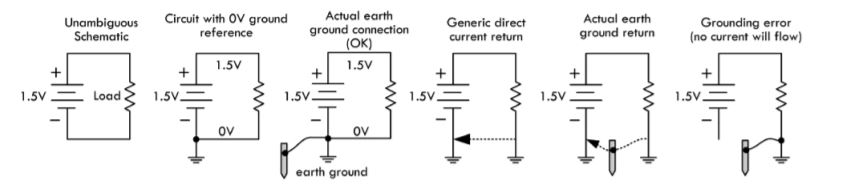 Unambiguous
Schematic
+
1.5V
Load
−
Circuit with 0V ground
reference
+
1.5V
1.5V
−
0V
Actual earth
ground connection
(OK)
+
1.5V
1.5V
−
0V
earth ground
Generic direct
current return
+
1.5V
−
Actual earth
ground return
+
1.5V
−
Grounding error
(no current will flow)
+
1.5V
−